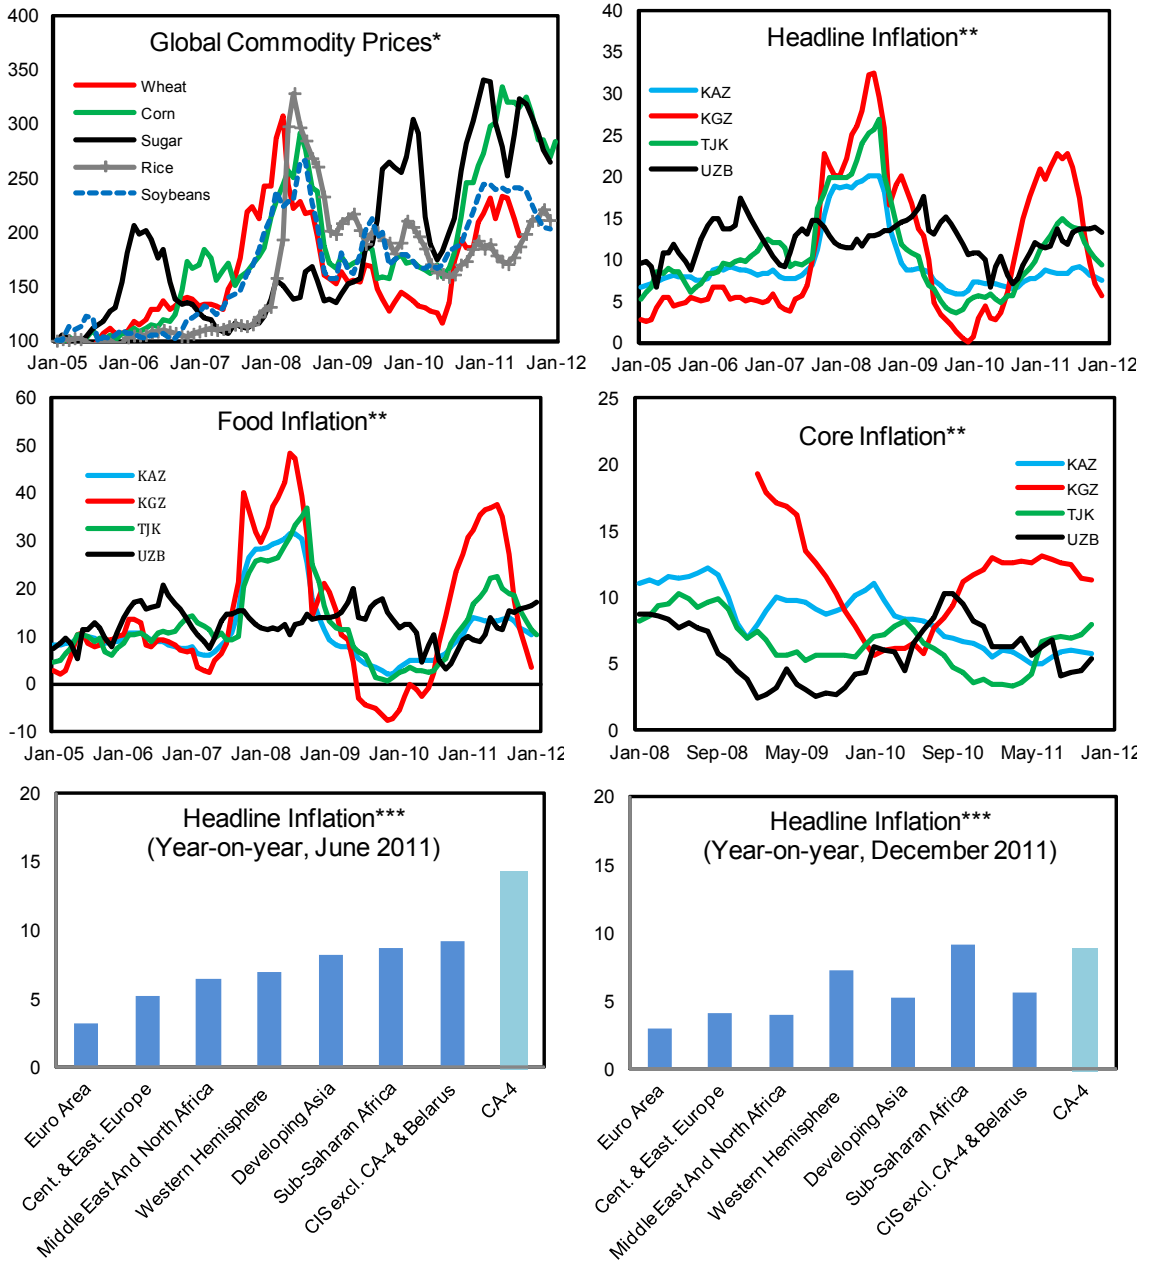 Global Commodity Prices*
400
350
300
250
200
150
100
Wheat
Corn
Sugar
Rice
Soybeans
Jan-05 Jan-06 Jan-07 Jan-08 Jan-09 Jan-10 Jan-11 Jan-12
Headline Inflation**
40
35
30
25
20
15
10
5
0
KAZ
KGZ
TJK
UZB
Jan-05 Jan-06 Jan-07 Jan-08 Jan-09 Jan-10 Jan-11 Jan-12
Food Inflation**
60
50
40
30
20
10
0
-10
KAZ
KGZ
TJK
UZB
Jan-05 Jan-06 Jan-07 Jan-08 Jan-09 Jan-10 Jan-11 Jan-12
Core Inflation**
25
20
15
10
5
0
KAZ
KGZ
TJK
UZB
Jan-08 Sep-08 May-09 Jan-10 Sep-10 May-11 Jan-12
Headline Inflation***
(Year-on-year, June 2011)
20
15
10
5
0
Euro Area
Cent. & East. Europe
Middle East And North Africa
Western Hemisphere
Developing Asia
Sub-Saharan Africa
CIS excl. CA-4 & Belarus
CA-4
Headline Inflation***
(Year-on-year, December 2011)
20
15
10
5
0
Euro Area
Cent. & East. Europe
Middle East And North Africa
Western Hemisphere
Developing Asia
Sub-Saharan Africa
CIS excl. CA-4 & Belarus
CA-4